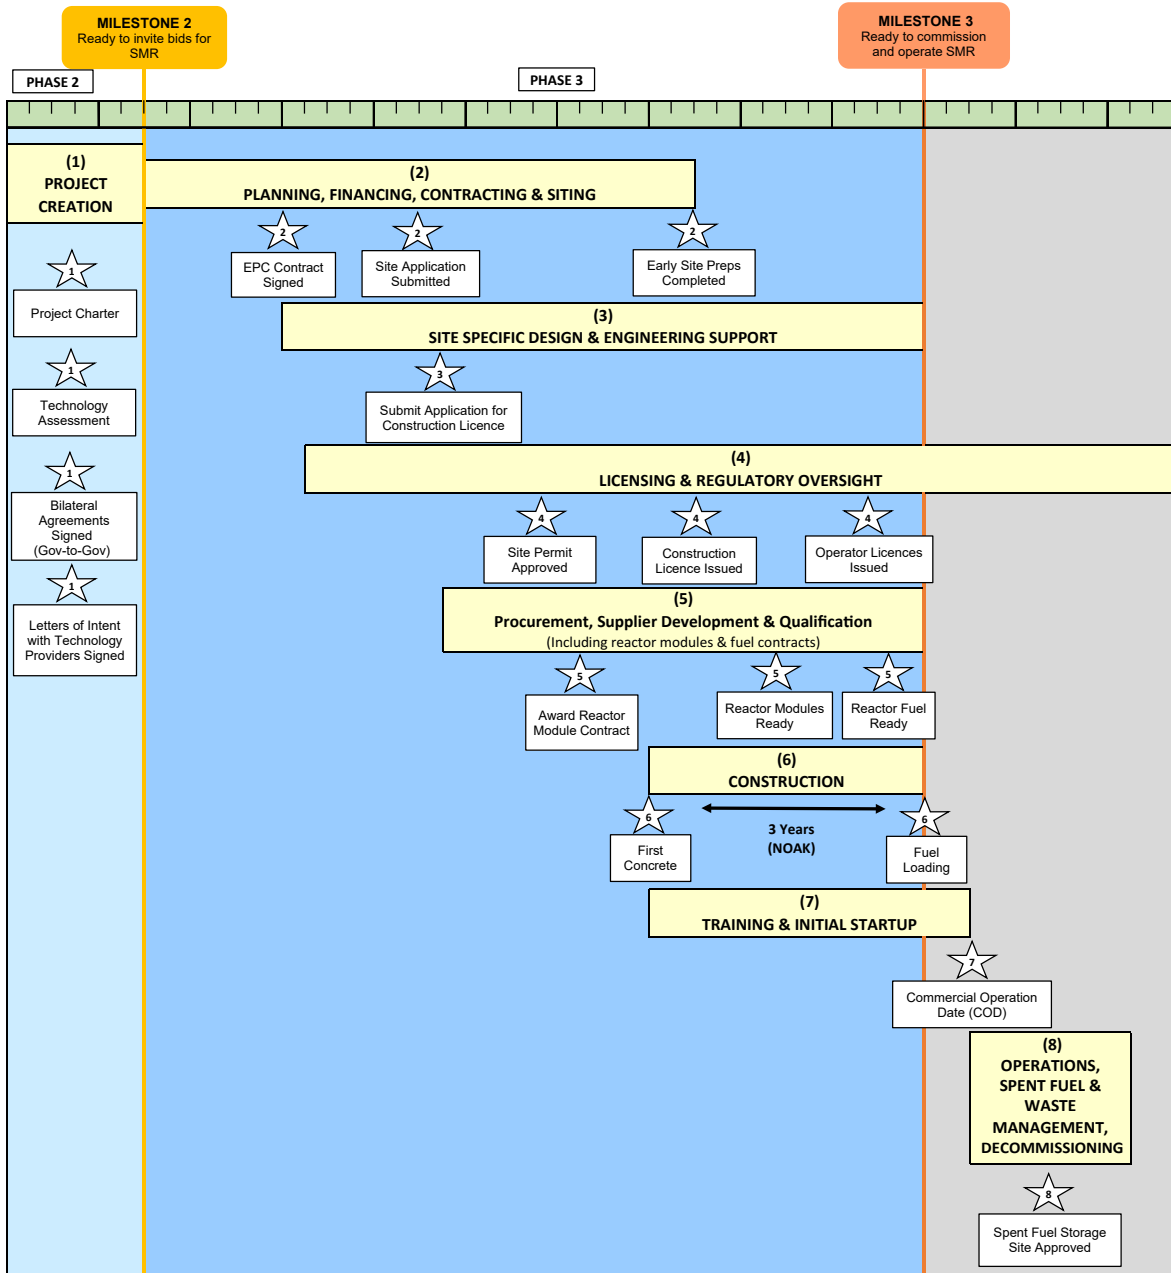 MILESTONE 2
Ready to invite bids for
SMR
MILESTONE 3
Ready to commission
and operate SMR
PHASE 2
PHASE 3
(1)
PROJECT
CREATION
(2)
PLANNING, FINANCING, CONTRACTING & SITING
1
Project Charter
1
Technology
Assessment
1
Bilateral
Agreements
Signed
(Gov-to-Gov)
1
Letters of Intent
with Technology
Providers Signed
2
EPC Contract
Signed
2
Site Application
Submitted
2
Early Site Preps
Completed
(3)
SITE SPECIFIC DESIGN & ENGINEERING SUPPORT
3
Submit Application for
Construction Licence
(4)
LICENSING & REGULATORY OVERSIGHT
4
Site Permit
Approved
4
Construction
Licence Issued
4
Operator Licences
Issued
(5)
Procurement, Supplier Development & Qualification
(Including reactor modules & fuel contracts)
5
Award Reactor
Module Contract
5
Reactor Modules
Ready
5
Reactor Fuel
Ready
(6)
CONSTRUCTION
6
First
Concrete
3 Years
(NOAK)
6
Fuel
Loading
(7)
TRAINING & INITIAL STARTUP
7
Commercial Operation
Date (COD)
(8)
OPERATIONS,
SPENT FUEL &
WASTE
MANAGEMENT,
DECOMMISSIONING
8
Spent Fuel Storage
Site Approved